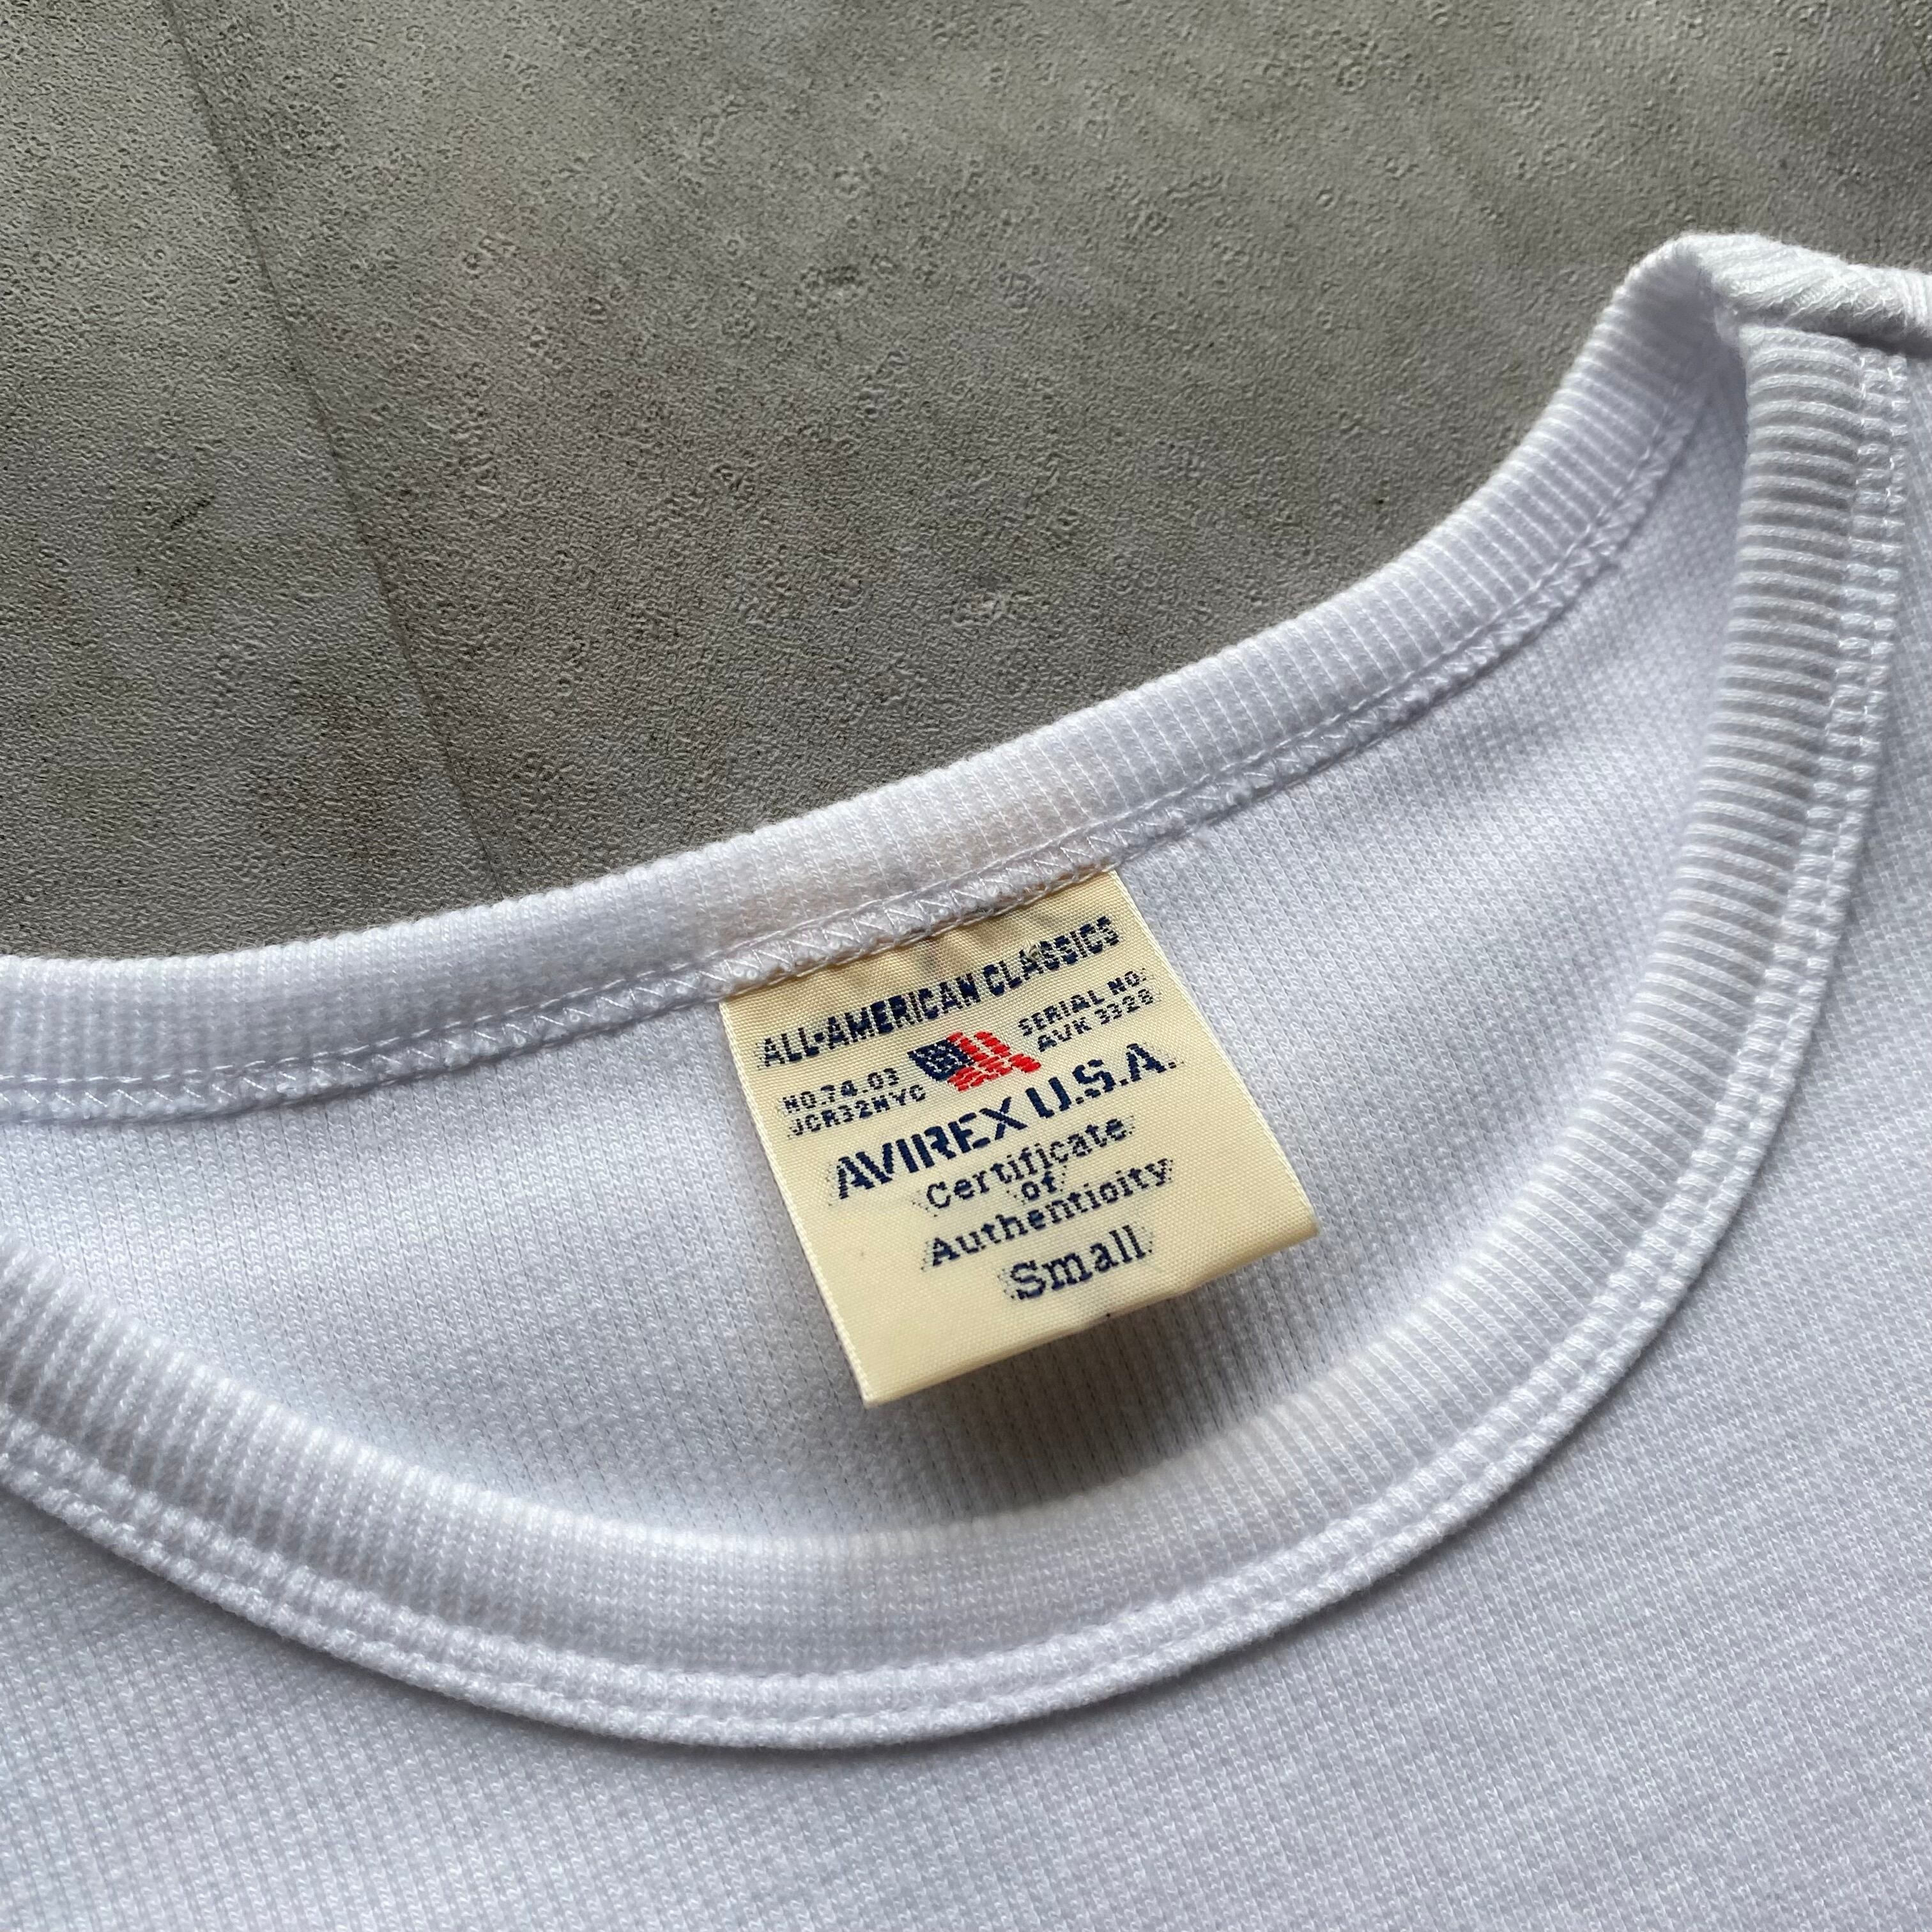 ALL-AMERICAN CLASSICS
SERIAL NO:
AVK 3328
NO.74.03
JCR32NYC
AVIREX U.S.A.
Certificate
of
Authenticity
Small